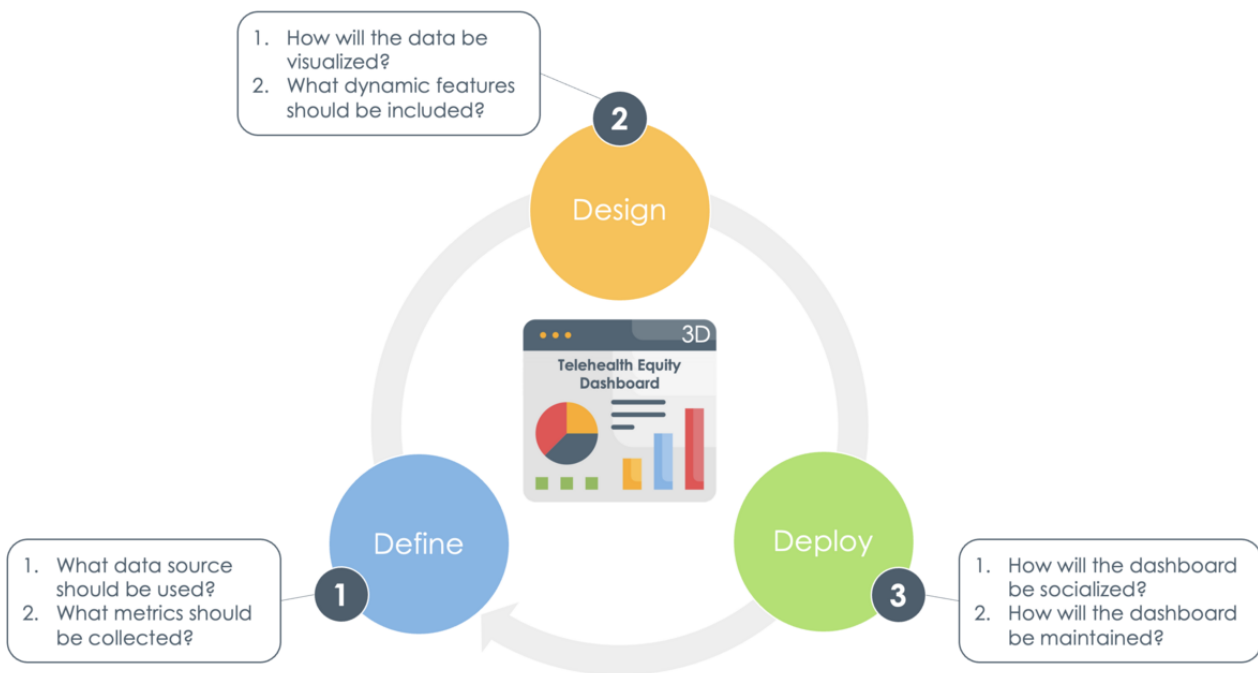 1. How will the data be
visualized?
2. What dynamic features
should be included?
2
Design
3D
Telehealth Equity
Dashboard
Define
1
1. What data source
should be used?
2. What metrics should
be collected?
Deploy
3
1. How will the dashboard
be socialized?
2. How will the dashboard
be maintained?